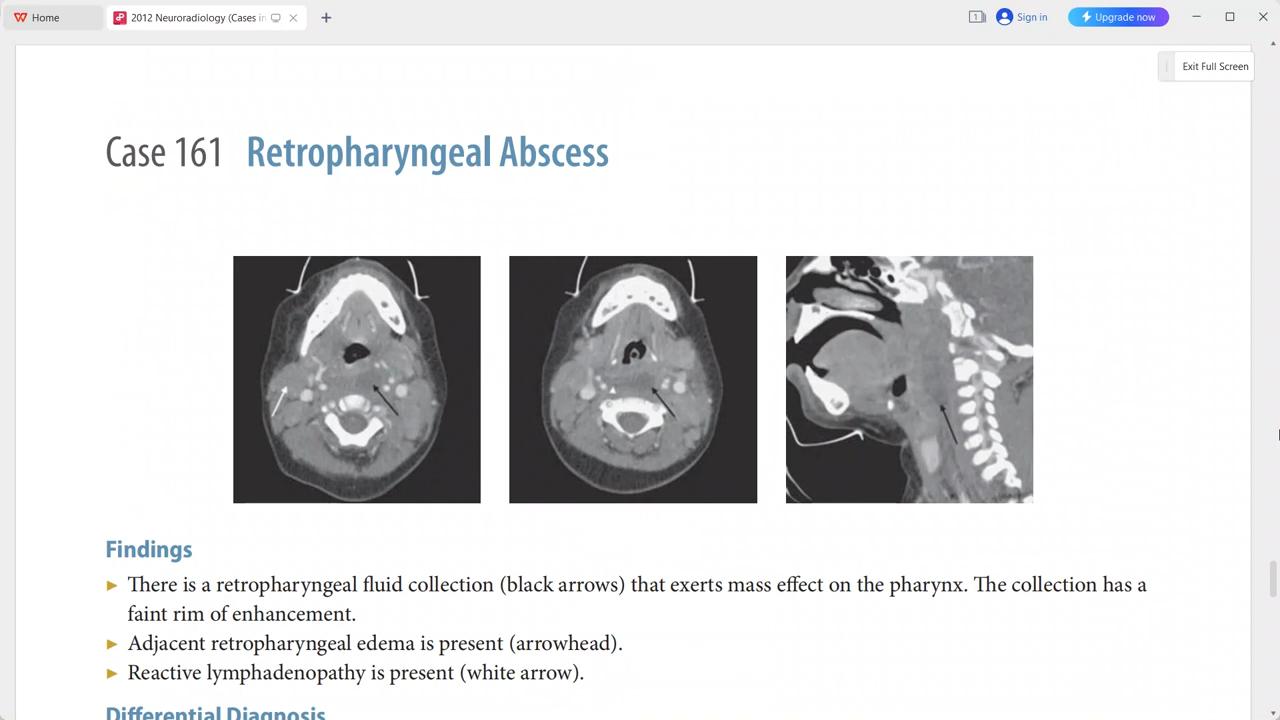 Home
2012 Neuroradiology (Cases in
1
Sign in
Upgrade now
Exit Full Screen
Case 161 Retropharyngeal Abscess
Findings
► There is a retropharyngeal fluid collection (black arrows) that exerts mass effect on the pharynx. The collection has a
faint rim of enhancement.
► Adjacent retropharyngeal edema is present (arrowhead).
► Reactive lymphadenopathy is present (white arrow).
Differential Diagnosis